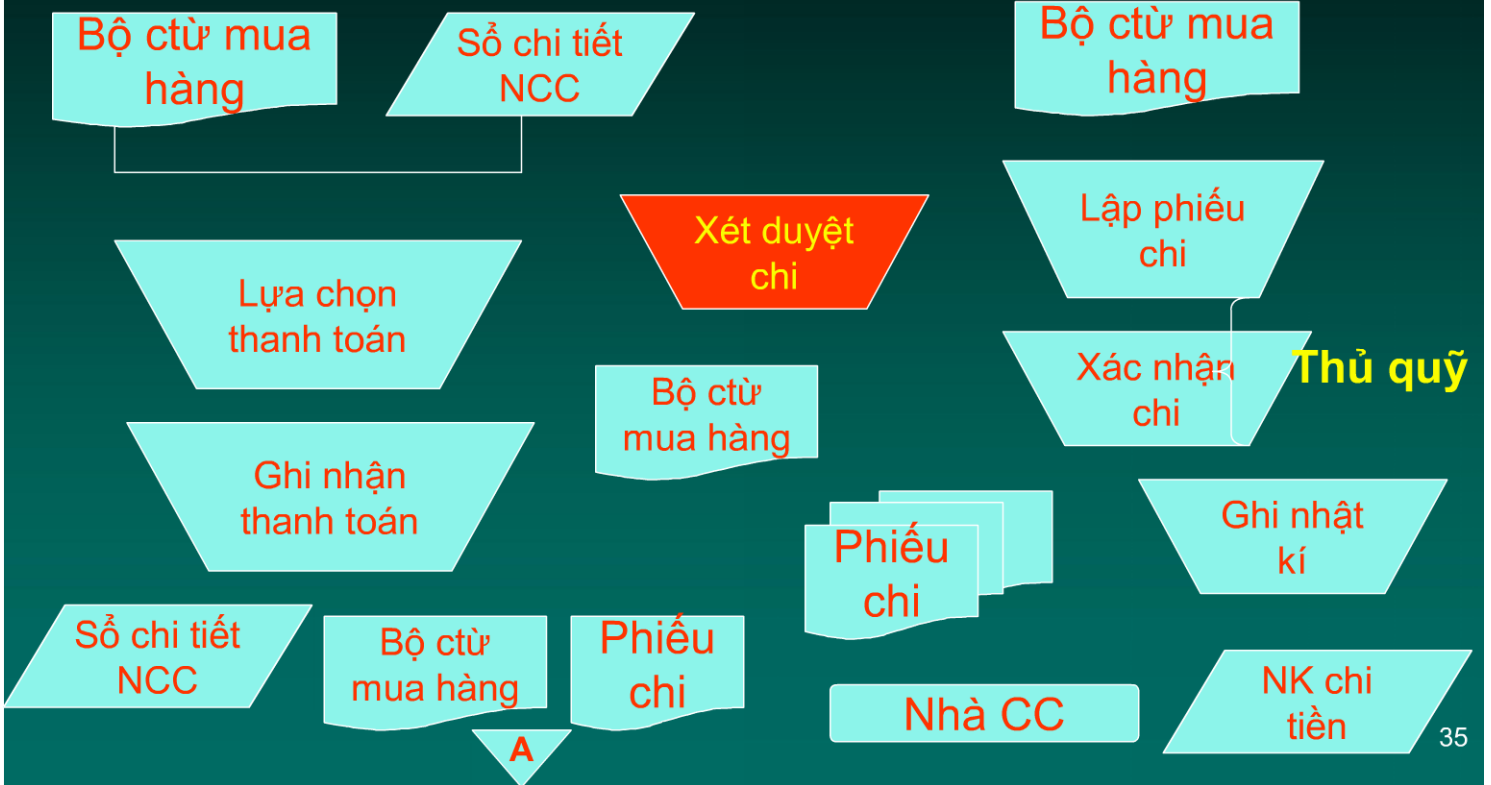 Bộ ctừ mua
hàng
Sổ chi tiết
NCC
Bộ ctừ mua
hàng
Xét duyệt
chi
Lập phiếu
chi
Lựa chọn
thanh toán
Xác nhận
chi
Thủ quỹ
Bộ ctừ
mua hàng
Ghi nhận
thanh toán
Phiếu
chi
Ghi nhật
kí
Sổ chi tiết
NCC
Bộ ctừ
mua hàng
Phiếu
chi
A
Nhà CC
NK chi
tiền
35